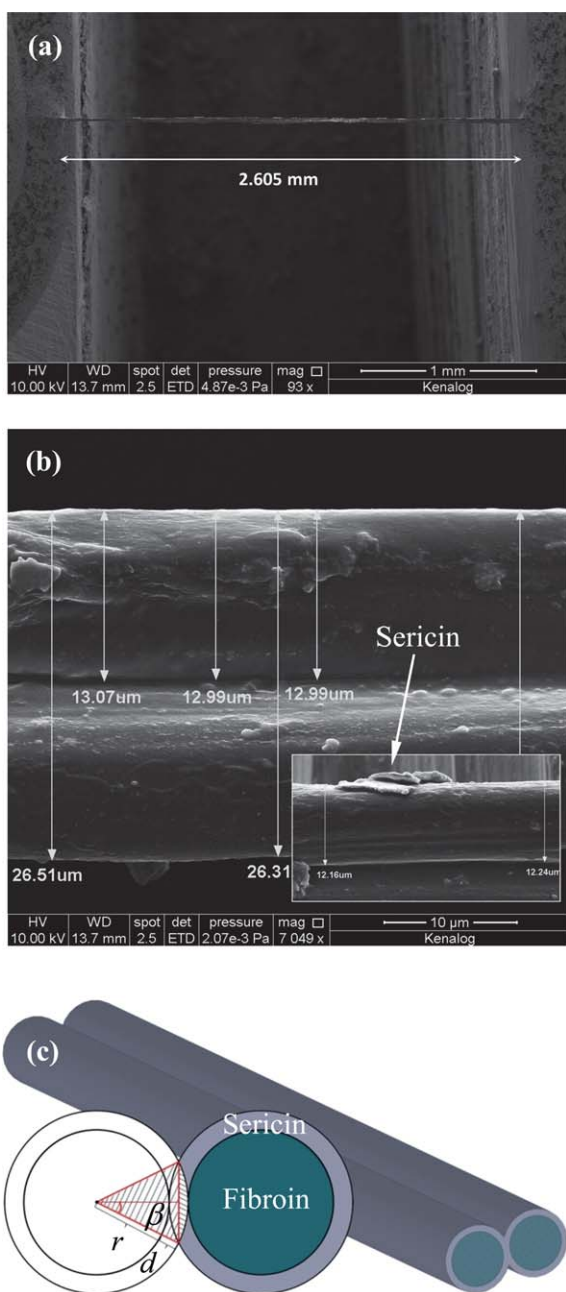 (a)
2.605 mm
HV WD spot det pressure mag □ 1 mm
10.00 kV 13.7 mm 2.5 ETD 4.87e-3 Pa 93 x Kenalog
(b)
Sericin
13.07um 12.99um 12.99um
12.16um 12.24um
26.51um 26.31
HV WD spot det pressure mag □ 10 µm
10.00 kV 13.7 mm 2.5 ETD 2.07e-3 Pa 7 049 x Kenalog
(c)
Sericin
Fibroin
β
r
d